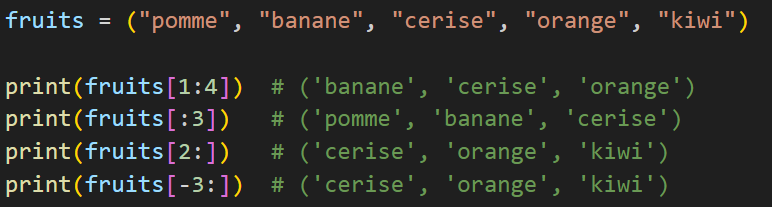 fruits = ("pomme", "banane", "cerise", "orange", "kiwi")
print(fruits[1:4])  # ('banane', 'cerise', 'orange')
print(fruits[:3])   # ('pomme', 'banane', 'cerise')
print(fruits[2:])   # ('cerise', 'orange', 'kiwi')
print(fruits[-3:])  # ('cerise', 'orange', 'kiwi')